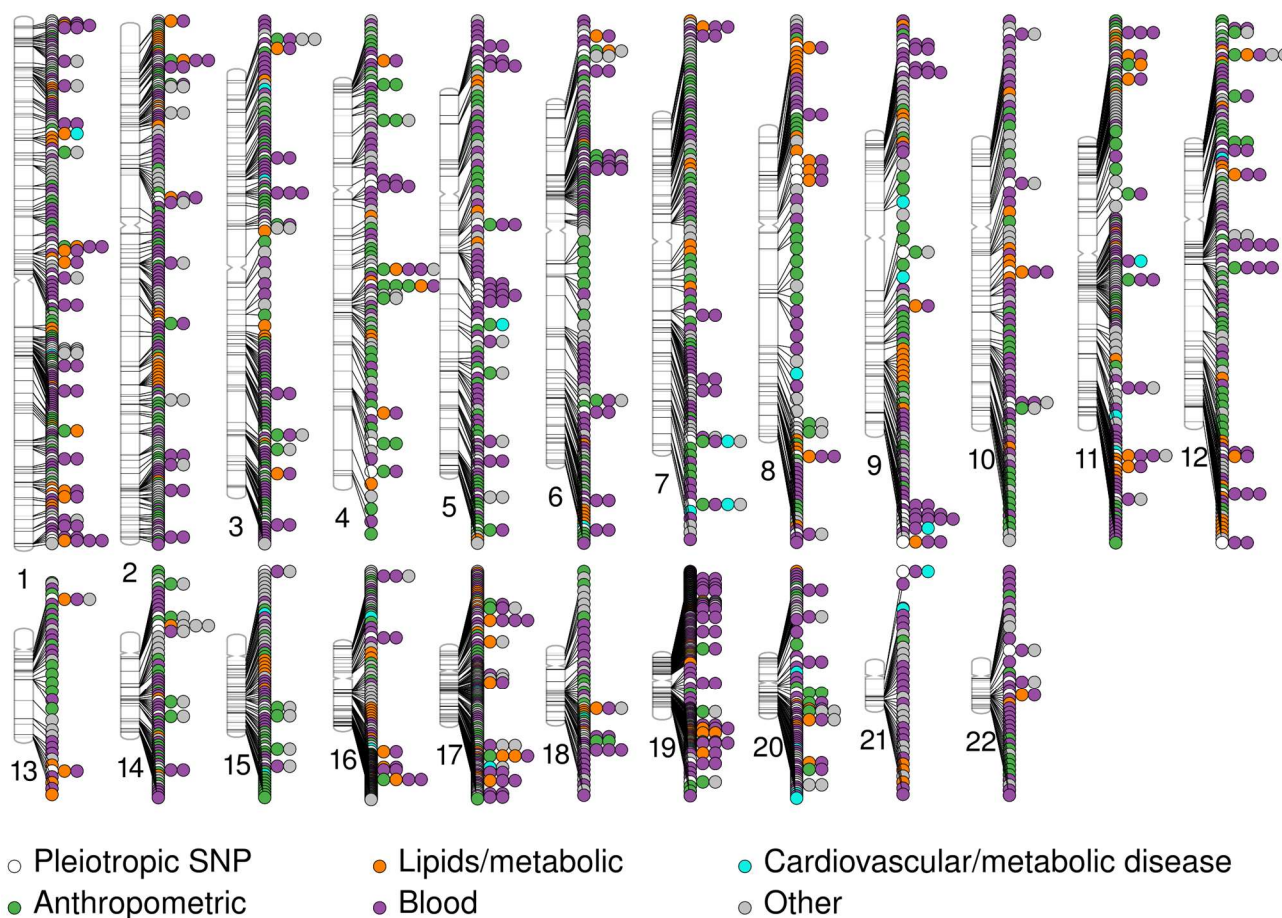 1 2 3 4 5 6 7 8 9 10 11 12
13 14 15 16 17 18 19 20 21 22
Pleiotropic SNP Lipids/metabolic Cardiovascular/metabolic disease
Anthropometric Blood Other